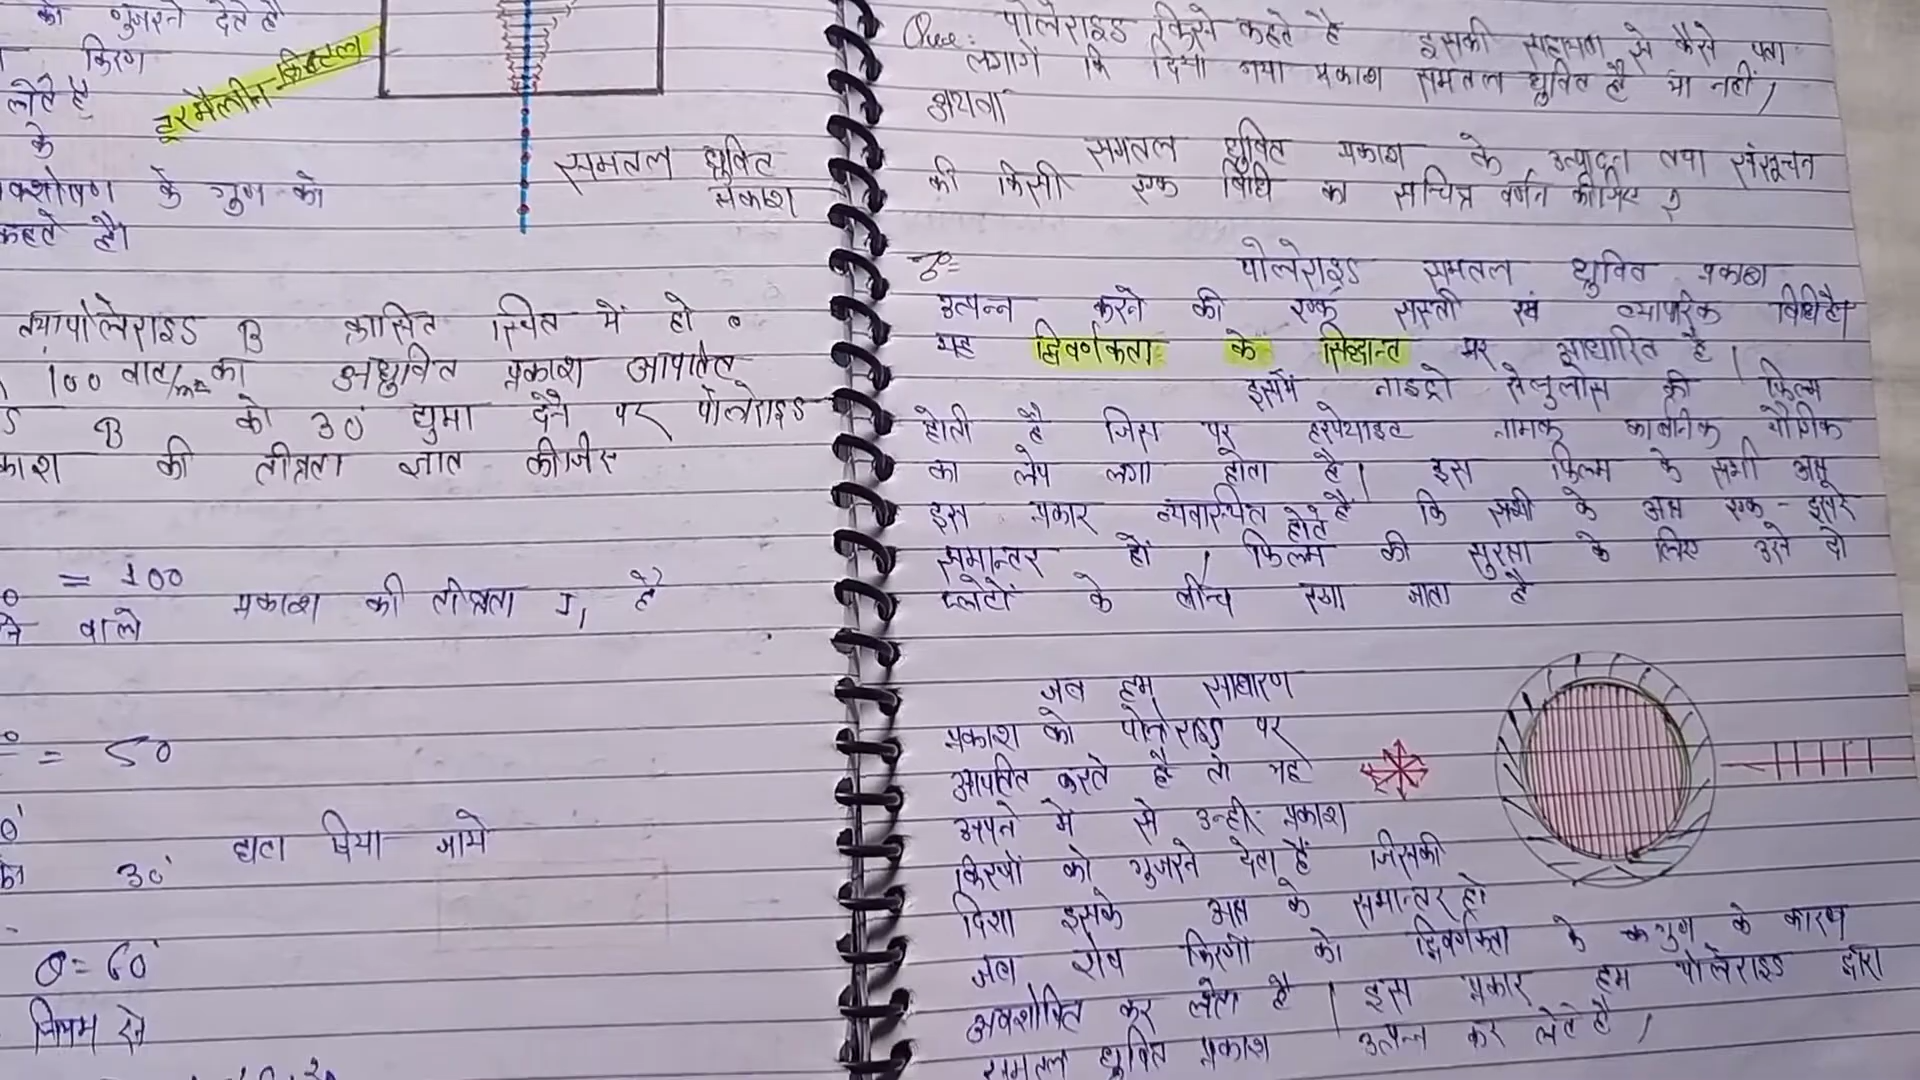 को गुजरने देते है
किरण
लेते है
के
अवशोषण के गुण को
कहते है।
टूरमैलीन क्रिस्टल
समतल ध्रुवित
प्रकाश
तथा पोलेराइड B क्रासित स्थित में हो
100 वाट/m² का अध्रुवित प्रकाश आपतित
B को 30° घुमा देने पर पोलेराइड
की तीव्रता ज्ञात कीजिए
= 100
वाले प्रकाश की तीव्रता I₁ है
= 50
30° घुमा दिया जाये
θ = 60°
नियम से
Que: पोलेराइड किसे कहते है इसकी सहायता से कैसे पता
लगागें कि दिया गया प्रकाश समतल ध्रुवित है या नहीं।
अथवा
समतल ध्रुवित प्रकाश के उत्पादन तथा संसूचन
की किसी एक विधि का सचित्र वर्णन कीजिए ?
उ०= पोलेराइड समतल ध्रुवित प्रकाश
उत्पन्न करने की एक सस्ती एवं व्यापरिक विधि है।
यह द्विवर्णकता के सिद्धान्त पर आधारित है।
इसमें नाइट्रो सेलुलोस की फिल्म
होती है जिस पर हरपेथाइट नामक कार्बनिक यौगिक
का लेप लगा होता है। इस फिल्म के सभी अणु
इस प्रकार व्यवास्थित होते है कि सभी के अक्ष एक-दूसरे
समान्तर हों, फिल्म की सुरक्षा के लिए उसे दो
प्लेटों के बीच रखा जाता है
जब हम साधारण
प्रकाश को पोलेराइड पर
आपतित करते है तो यह
अपने में से उन्ही प्रकाश
किरणों को गुजरने देता है जिसकी
दिशा इसके अक्ष के समान्तर हो
जब शेष किरणों को द्विवर्णकता के गुण के कारण
अवशोषित कर लेता है। इस प्रकार हम पोलेराइड द्वारा
समतल ध्रुवित प्रकाश उत्पन्न कर लेते है।